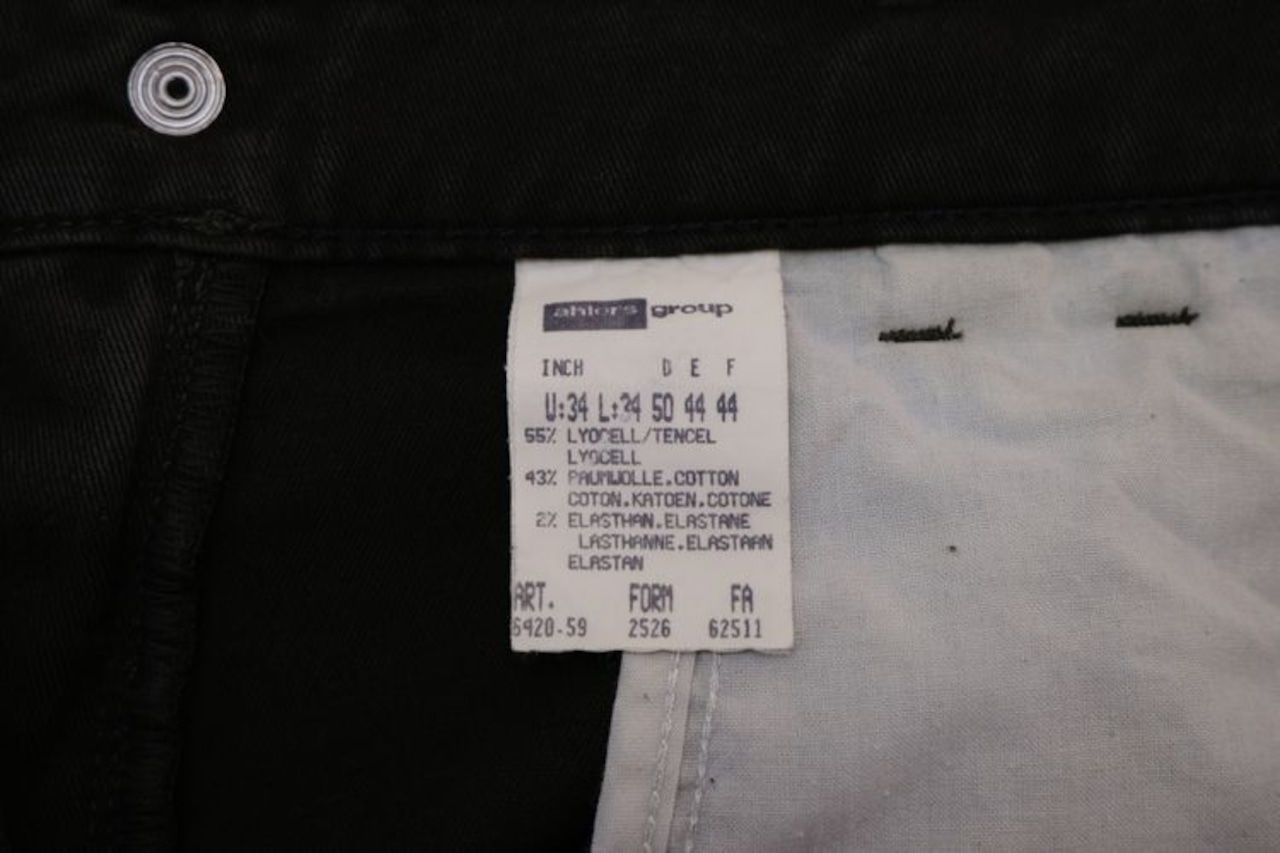 ahlers group
INCH D E F
U:34 L:34 50 44 44
55% LYOCELL/TENCEL
LYOCELL
43% PAUMWOLLE.COTTON
COTON.KATOEN.COTONE
2% ELASTHAN.ELASTANE
LASTHANNE.ELASTAAN
ELASTAN
ART. FORM FA
6420.59 2526 62511